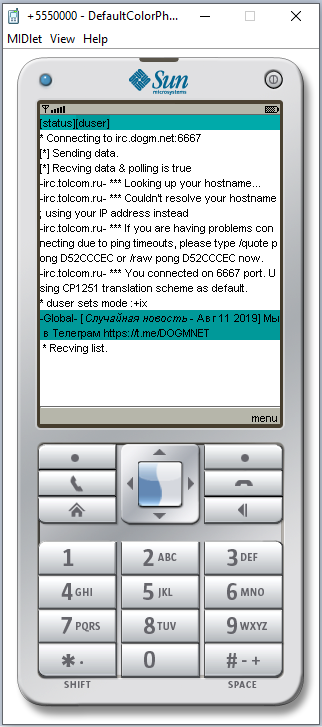 +5550000 - DefaultColorPh...
MIDlet View Help
Sun
microsystems
[status][duser]
* Connecting to irc.dogm.net:6667
[*] Sending data.
[*] Recving data & polling is true
-irc.tolcom.ru- *** Looking up your hostname...
-irc.tolcom.ru- *** Couldn't resolve your hostname
; using your IP address instead
-irc.tolcom.ru- *** If you are having problems con
necting due to ping timeouts, please type /quote p
ong D52CCCEC or /raw pong D52CCCEC now.
-irc.tolcom.ru- *** You connected on 6667 port. U
sing CP1251 translation scheme as default.
* duser sets mode :+ix
-Global- [Случайная новость - Авг 11 2019] Мы
в Телеграм https://t.me/DOGMNET
* Recving list.
menu
1 2 ABC 3 DEF
4 GHI 5 JKL 6 MNO
7 PQRS 8 TUV 9 WXYZ
* . 0 # - +
SHIFT SPACE